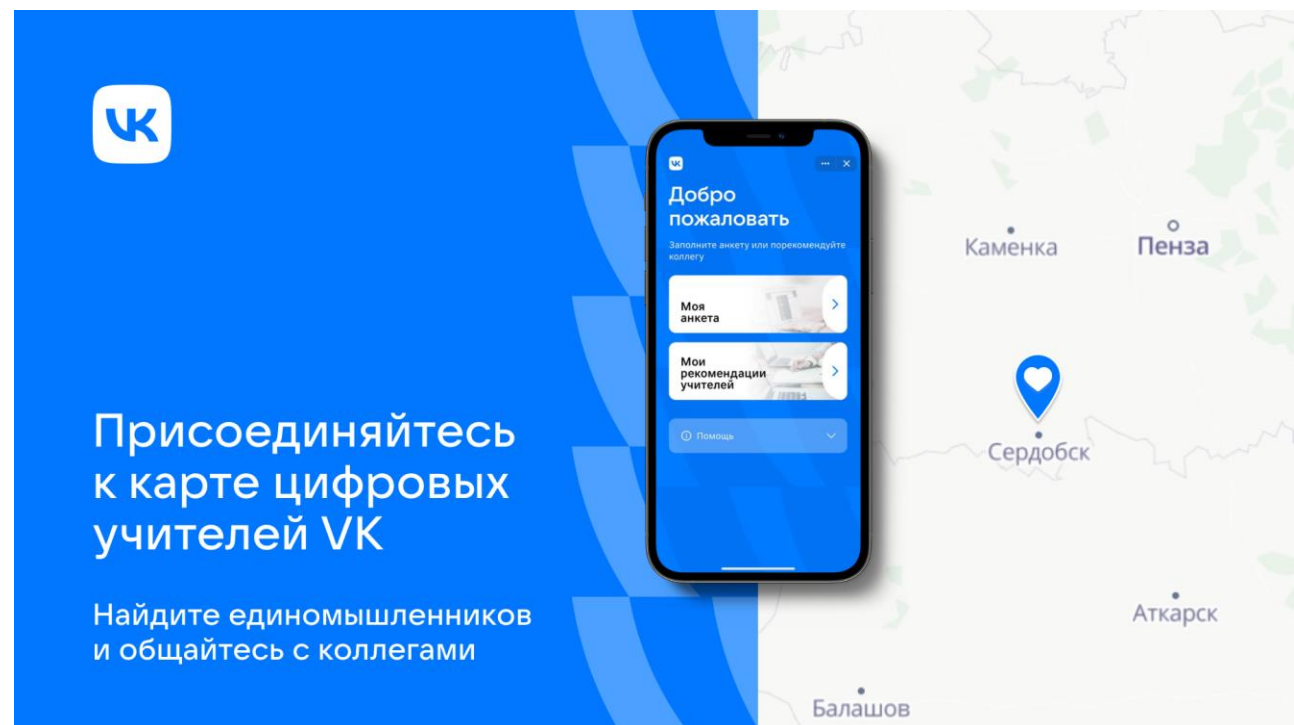 VK
Присоединяйтесь
к карте цифровых
учителей VK
Найдите единомышленников
и общайтесь с коллегами
VK
Добро
пожаловать
Заполните анкету или порекомендуйте
коллегу
Моя
анкета
Мои
рекомендации
учителей
Помощь
Каменка
Пенза
Сердобск
Аткарск
Балашов